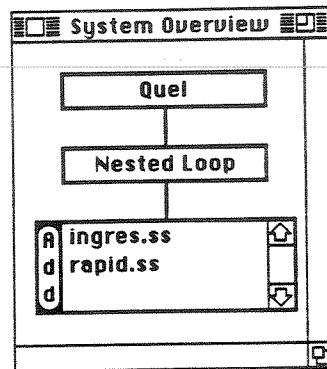 System Overview
Quel
Nested Loop
Add
ingres.ss
rapid.ss